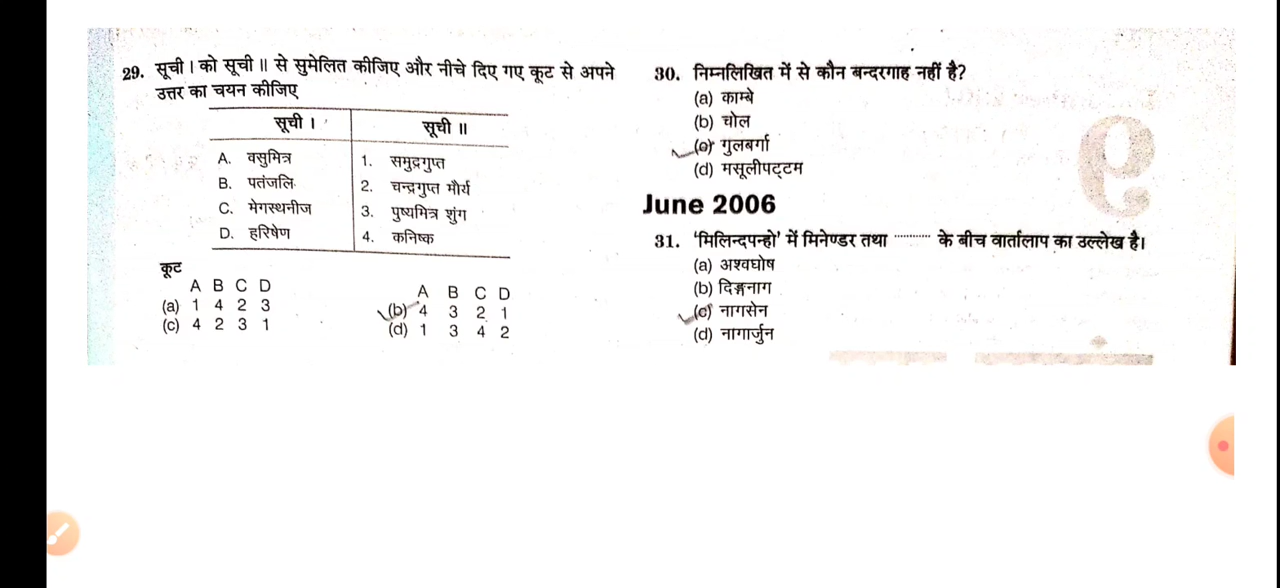 29. सूची । को सूची ॥ से सुमेलित कीजिए और नीचे दिए गए कूट से अपने
उत्तर का चयन कीजिए
सूची । सूची ॥
A. वसुमित्र 1. समुद्रगुप्त
B. पतंजलि 2. चन्द्रगुप्त मौर्य
C. मेगस्थनीज 3. पुष्यमित्र शुंग
D. हरिषेण 4. कनिष्क
कूट
A B C D A B C D
(a) 1 4 2 3 (b) 4 3 2 1
(c) 4 2 3 1 (d) 1 3 4 2
30. निम्नलिखित में से कौन बन्दरगाह नहीं है?
(a) काम्बे
(b) चोल
(c) गुलबर्गा
(d) मसूलीपट्टम
June 2006
31. 'मिलिन्दपन्हो' में मिनेण्डर तथा ........... के बीच वार्तालाप का उल्लेख है।
(a) अश्वघोष
(b) दिङ्गनाग
(c) नागसेन
(d) नागार्जुन